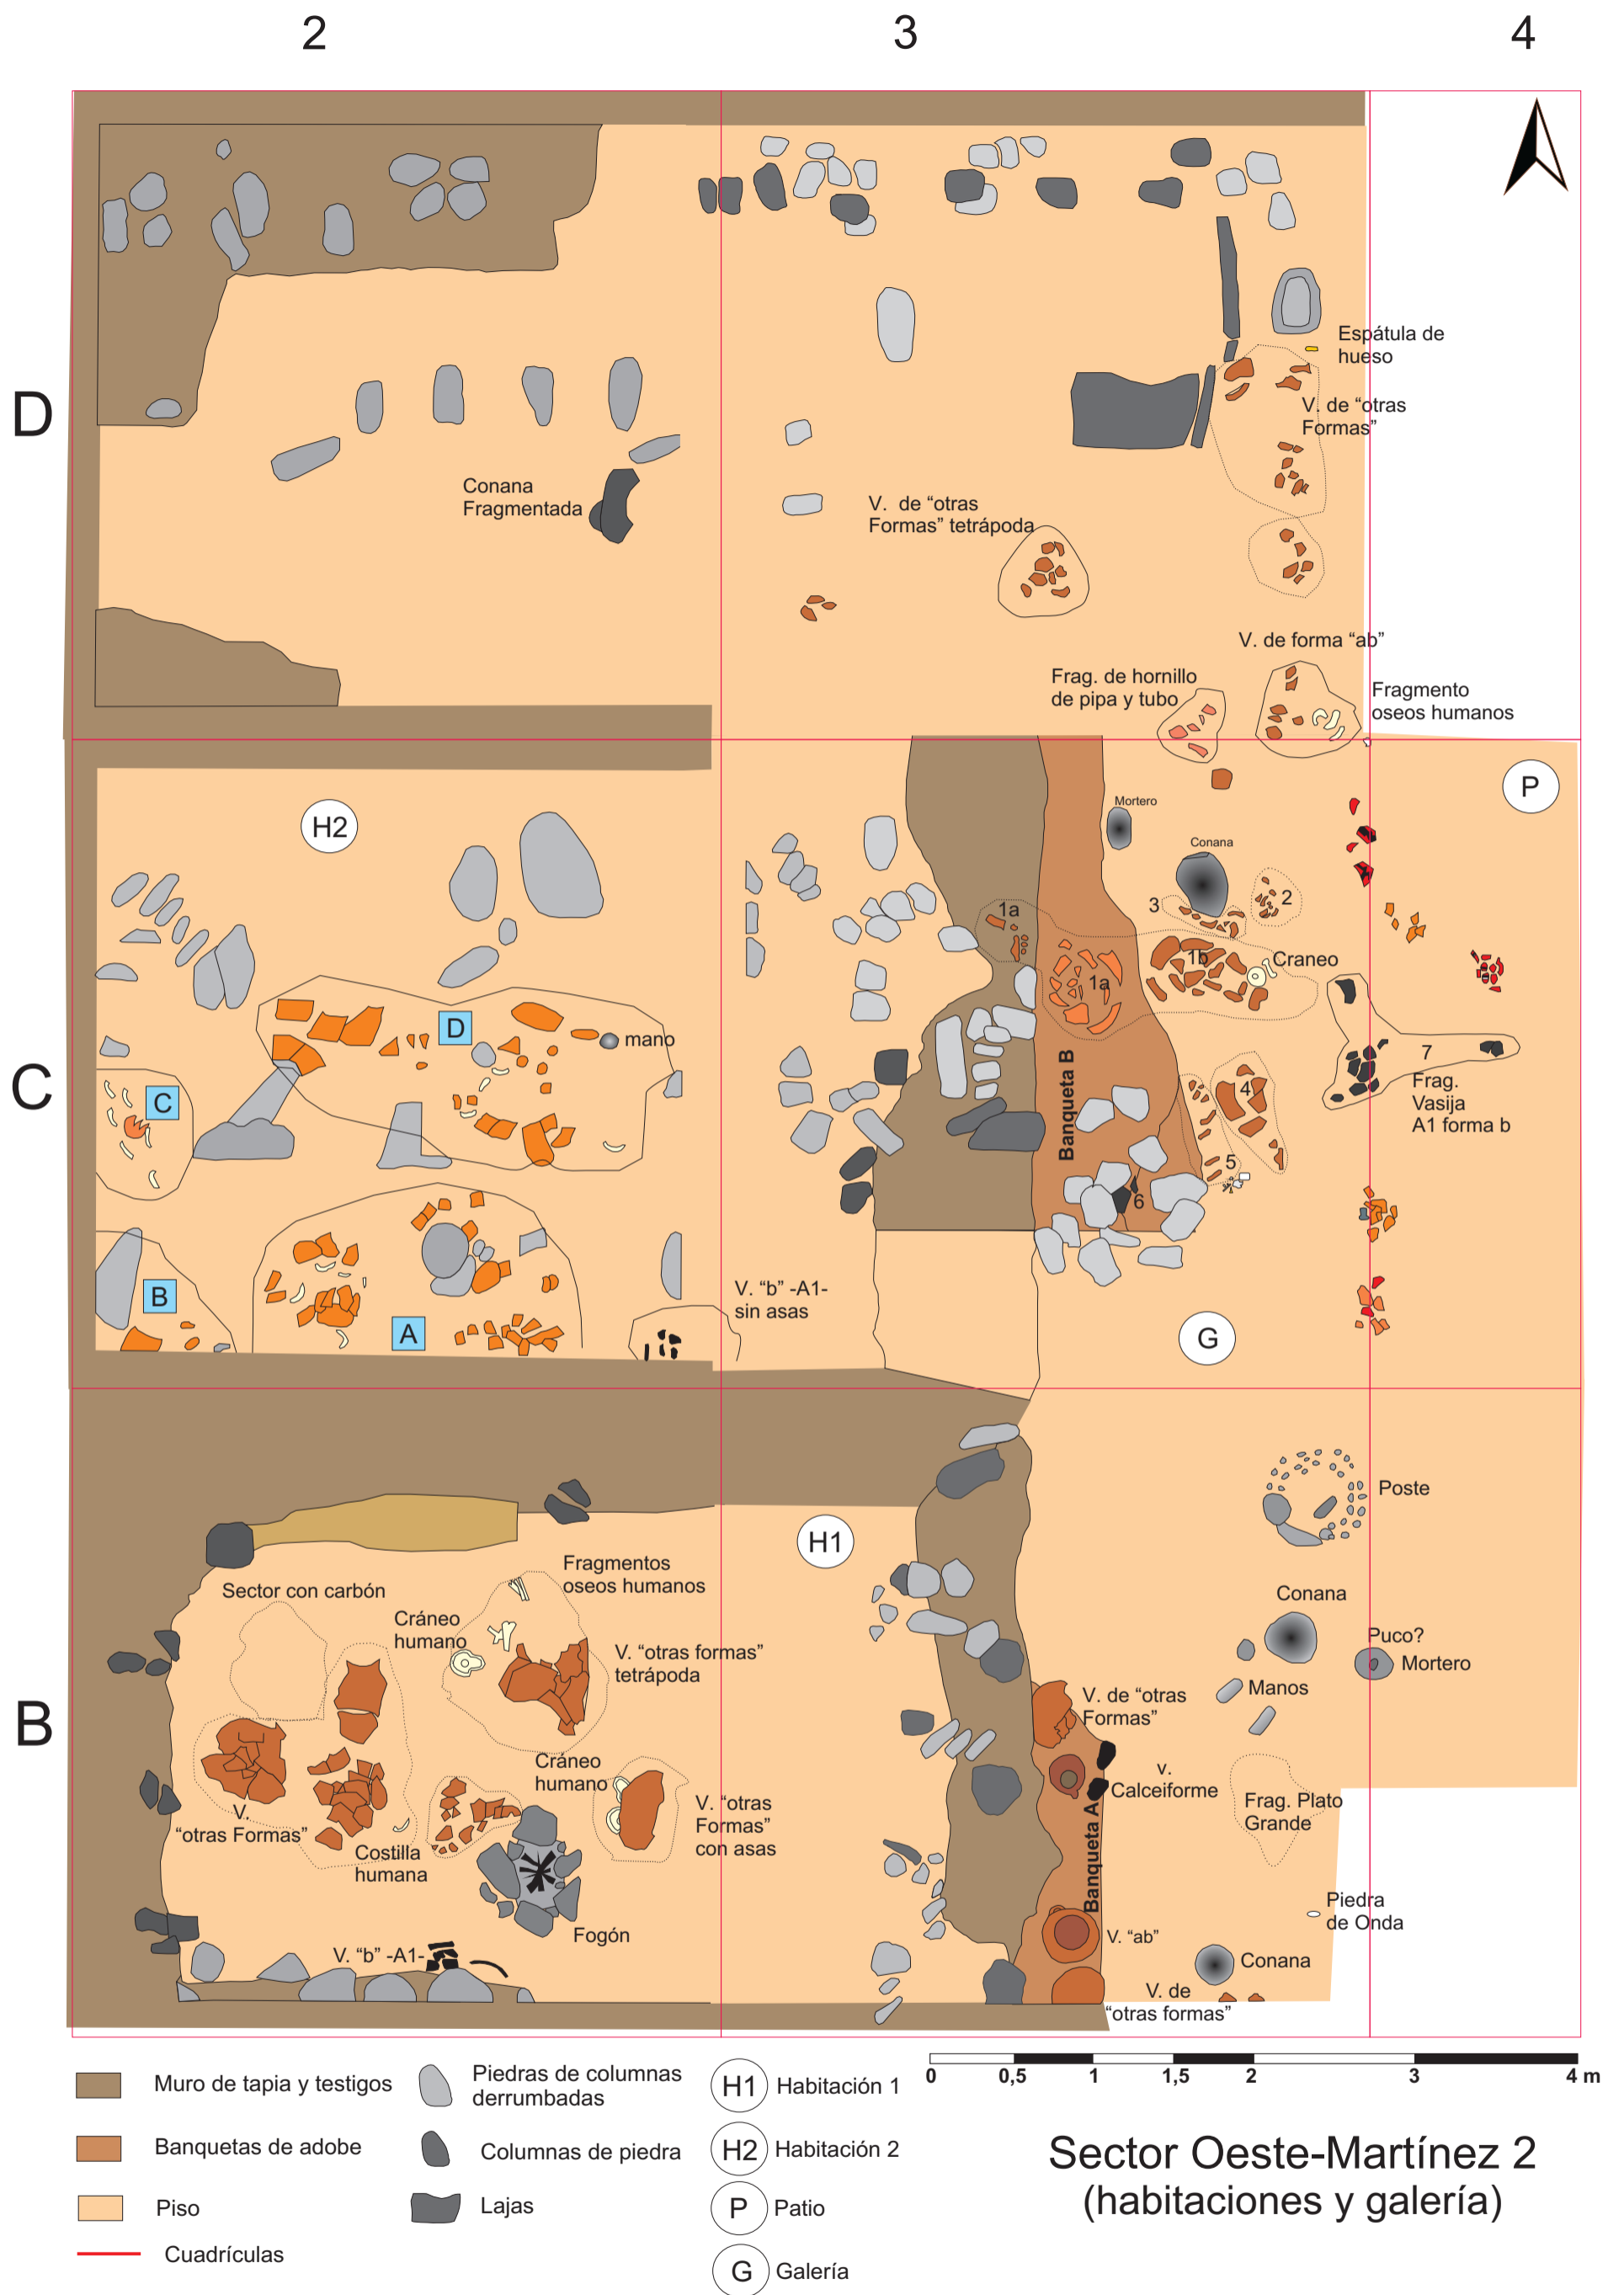 2
3
4
D
Espátula de
hueso
V. de “otras
Formas”
Conana
Fragmentada
V. de “otras
Formas” tetrápoda
V. de forma “ab”
Frag. de hornillo
de pipa y tubo
Fragmento
oseos humanos
C
H2
P
Mortero
Conana
1a
3
2
1b
Craneo
1a
D
mano
C
Banqueta B
4
7
Frag.
Vasija
A1 forma b
5
6
B
A
V. “b” -A1-
sin asas
G
B
Poste
H1
Fragmentos
oseos humanos
Sector con carbón
Cráneo
humano
V. “otras formas”
tetrápoda
Conana
Puco?
Mortero
Manos
V. de “otras
Formas”
Cráneo
humano
v.
Calceiforme
V.
“otras Formas”
V. “otras
Formas”
con asas
Frag. Plato
Grande
Banqueta A
Costilla
humana
Piedra
de Onda
Fogón
V. “ab”
V. “b” -A1-
Conana
V. de
“otras formas”
Muro de tapia y testigos
Banquetas de adobe
Piso
Cuadrículas
Piedras de columnas
derrumbadas
Columnas de piedra
Lajas
H1 Habitación 1
H2 Habitación 2
P Patio
G Galería
0 0,5 1 1,5 2 3 4 m
Sector Oeste-Martínez 2
(habitaciones y galería)